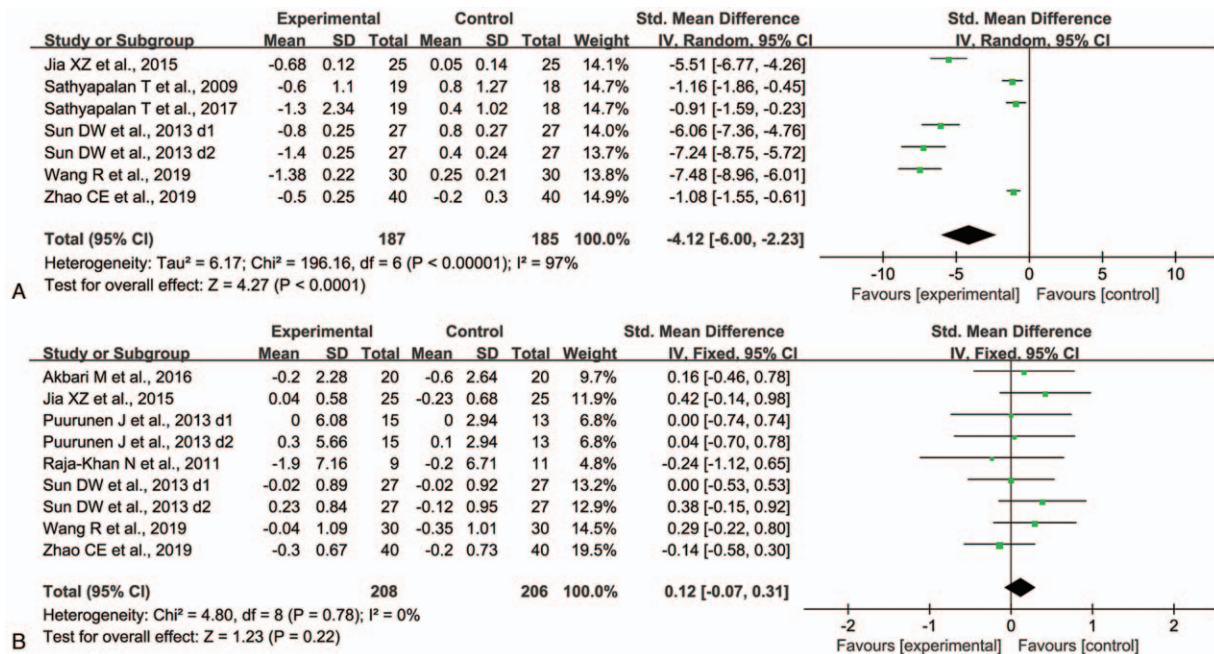 Experimental Control Std. Mean Difference Std. Mean Difference
Study or Subgroup Mean SD Total Mean SD Total Weight IV, Random, 95% CI IV, Random, 95% CI
Jia XZ et al., 2015 -0.68 0.12 25 0.05 0.14 25 14.1% -5.51 [-6.77, -4.26]
Sathyapalan T et al., 2009 -0.6 1.1 19 0.8 1.27 18 14.7% -1.16 [-1.86, -0.45]
Sathyapalan T et al., 2017 -1.3 2.34 19 0.4 1.02 18 14.7% -0.91 [-1.59, -0.23]
Sun DW et al., 2013 d1 -0.8 0.25 27 0.8 0.27 27 14.0% -6.06 [-7.36, -4.76]
Sun DW et al., 2013 d2 -1.4 0.25 27 0.4 0.24 27 13.7% -7.24 [-8.75, -5.72]
Wang R et al., 2019 -1.38 0.22 30 0.25 0.21 30 13.8% -7.48 [-8.96, -6.01]
Zhao CE et al., 2019 -0.5 0.25 40 -0.2 0.3 40 14.9% -1.08 [-1.55, -0.61]
Total (95% CI) 187 185 100.0% -4.12 [-6.00, -2.23]
Heterogeneity: Tau² = 6.17; Chi² = 196.16, df = 6 (P < 0.00001); I² = 97%
Test for overall effect: Z = 4.27 (P < 0.0001)
-10 -5 0 5 10
Favours [experimental] Favours [control]
A
Experimental Control Std. Mean Difference Std. Mean Difference
Study or Subgroup Mean SD Total Mean SD Total Weight IV, Fixed, 95% CI IV, Fixed, 95% CI
Akbari M et al., 2016 -0.2 2.28 20 -0.6 2.64 20 9.7% 0.16 [-0.46, 0.78]
Jia XZ et al., 2015 0.04 0.58 25 -0.23 0.68 25 11.9% 0.42 [-0.14, 0.98]
Puurunen J et al., 2013 d1 0 6.08 15 0 2.94 13 6.8% 0.00 [-0.74, 0.74]
Puurunen J et al., 2013 d2 0.3 5.66 15 0.1 2.94 13 6.8% 0.04 [-0.70, 0.78]
Raja-Khan N et al., 2011 -1.9 7.16 9 -0.2 6.71 11 4.8% -0.24 [-1.12, 0.65]
Sun DW et al., 2013 d1 -0.02 0.89 27 -0.02 0.92 27 13.2% 0.00 [-0.53, 0.53]
Sun DW et al., 2013 d2 0.23 0.84 27 -0.12 0.95 27 12.9% 0.38 [-0.15, 0.92]
Wang R et al., 2019 -0.04 1.09 30 -0.35 1.01 30 14.5% 0.29 [-0.22, 0.80]
Zhao CE et al., 2019 -0.3 0.67 40 -0.2 0.73 40 19.5% -0.14 [-0.58, 0.30]
Total (95% CI) 208 206 100.0% 0.12 [-0.07, 0.31]
Heterogeneity: Chi² = 4.80, df = 8 (P = 0.78); I² = 0%
Test for overall effect: Z = 1.23 (P = 0.22)
-2 -1 0 1 2
Favours [experimental] Favours [control]
B